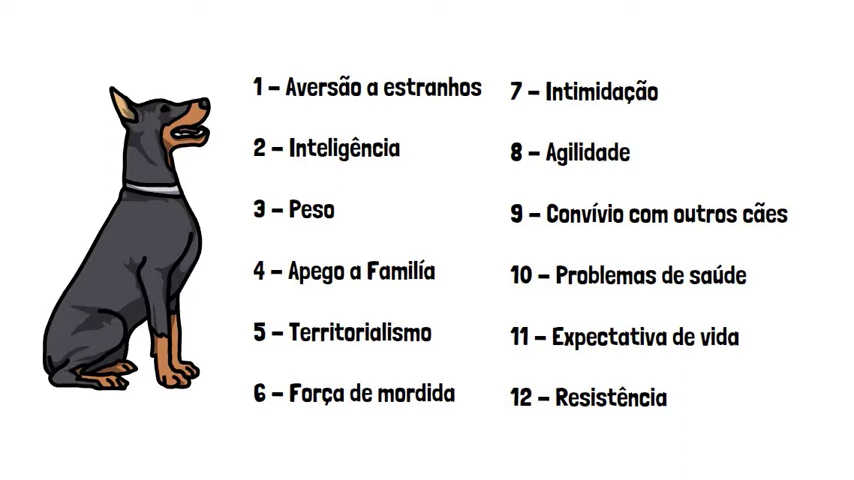 1 – Aversão a estranhos
2 – Inteligência
3 – Peso
4 – Apego a Familía
5 – Territorialismo
6 – Força de mordida
7 – Intimidação
8 – Agilidade
9 – Convívio com outros cães
10 – Problemas de saúde
11 – Expectativa de vida
12 – Resistência